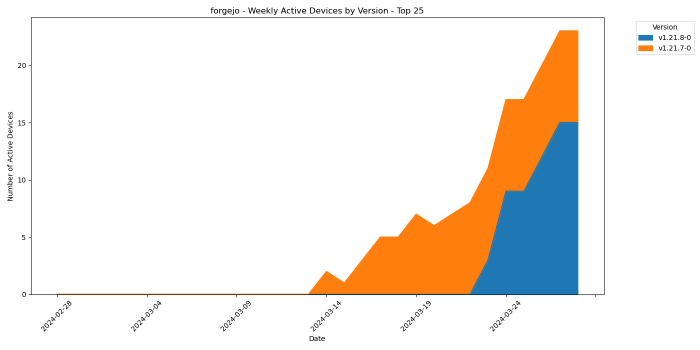 forgejo - Weekly Active Devices by Version - Top 25
Version
v1.21.8-0
v1.21.7-0
20
15
10
5
0
Number of Active Devices
2024-02-28
2024-03-04
2024-03-09
2024-03-14
2024-03-19
2024-03-24
Date